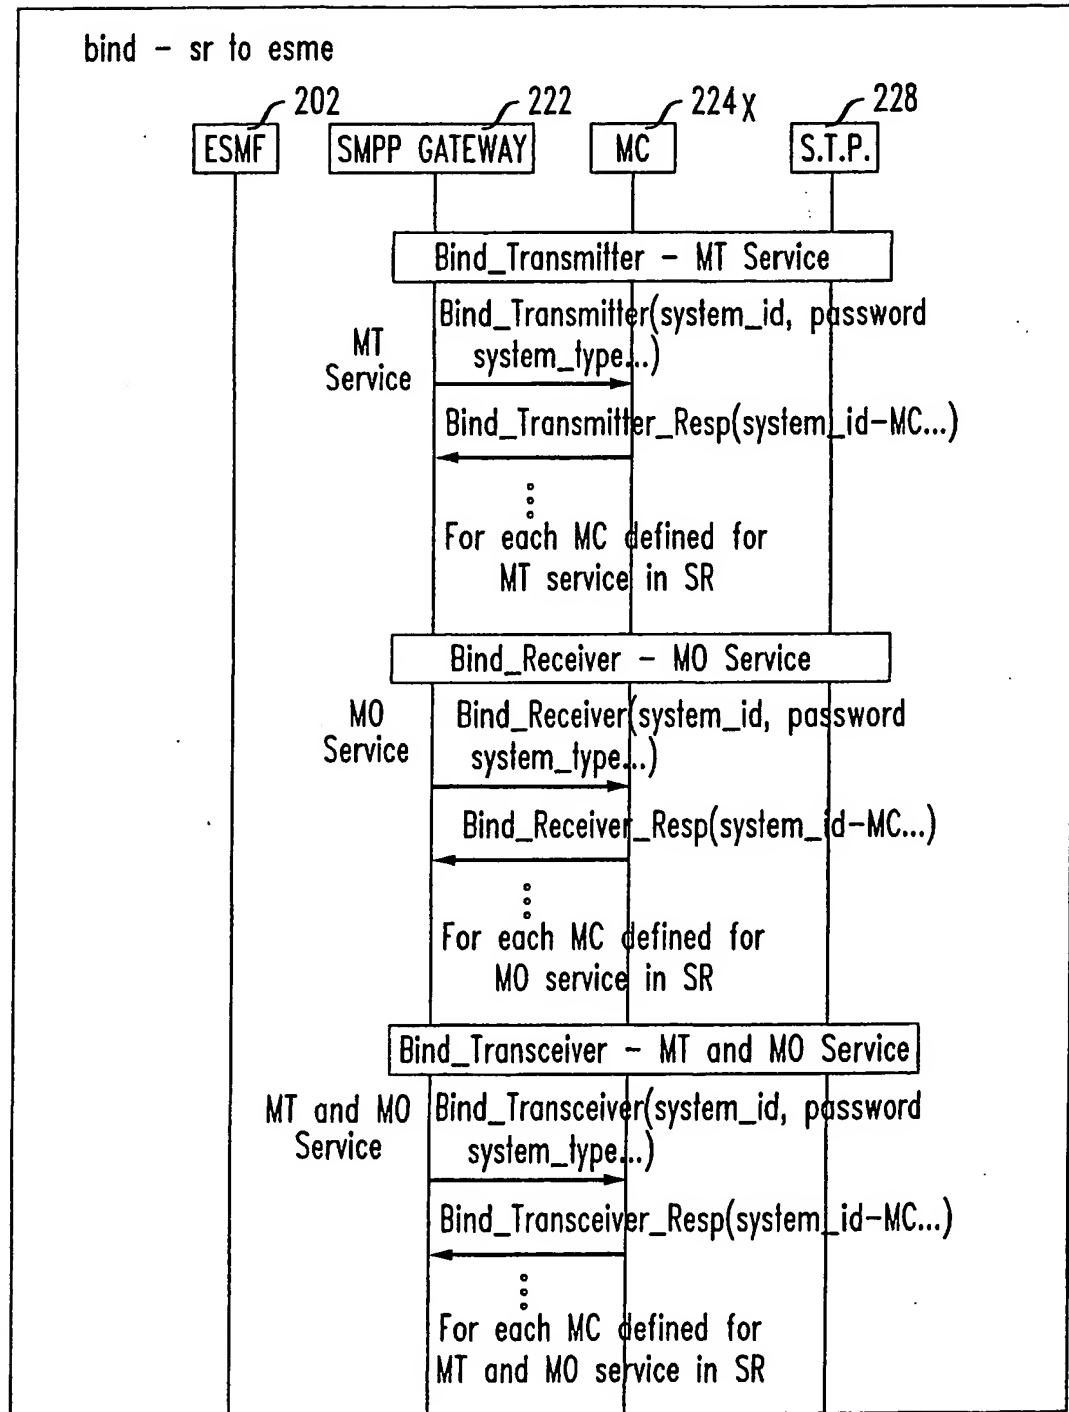 bind - sr to esme
202 222 224X 228
ESMF SMPP GATEWAY MC S.T.P.
Bind_Transmitter - MT Service
MT
Service
Bind_Transmitter(system_id, password
system_type...)
Bind_Transmitter_Resp(system_id-MC...)
For each MC defined for
MT service in SR
Bind_Receiver - MO Service
MO
Service
Bind_Receiver(system_id, password
system_type...)
Bind_Receiver_Resp(system_id-MC...)
For each MC defined for
MO service in SR
Bind_Transceiver - MT and MO Service
MT and MO
Service
Bind_Transceiver(system_id, password
system_type...)
Bind_Transceiver_Resp(system_id-MC...)
For each MC defined for
MT and MO service in SR